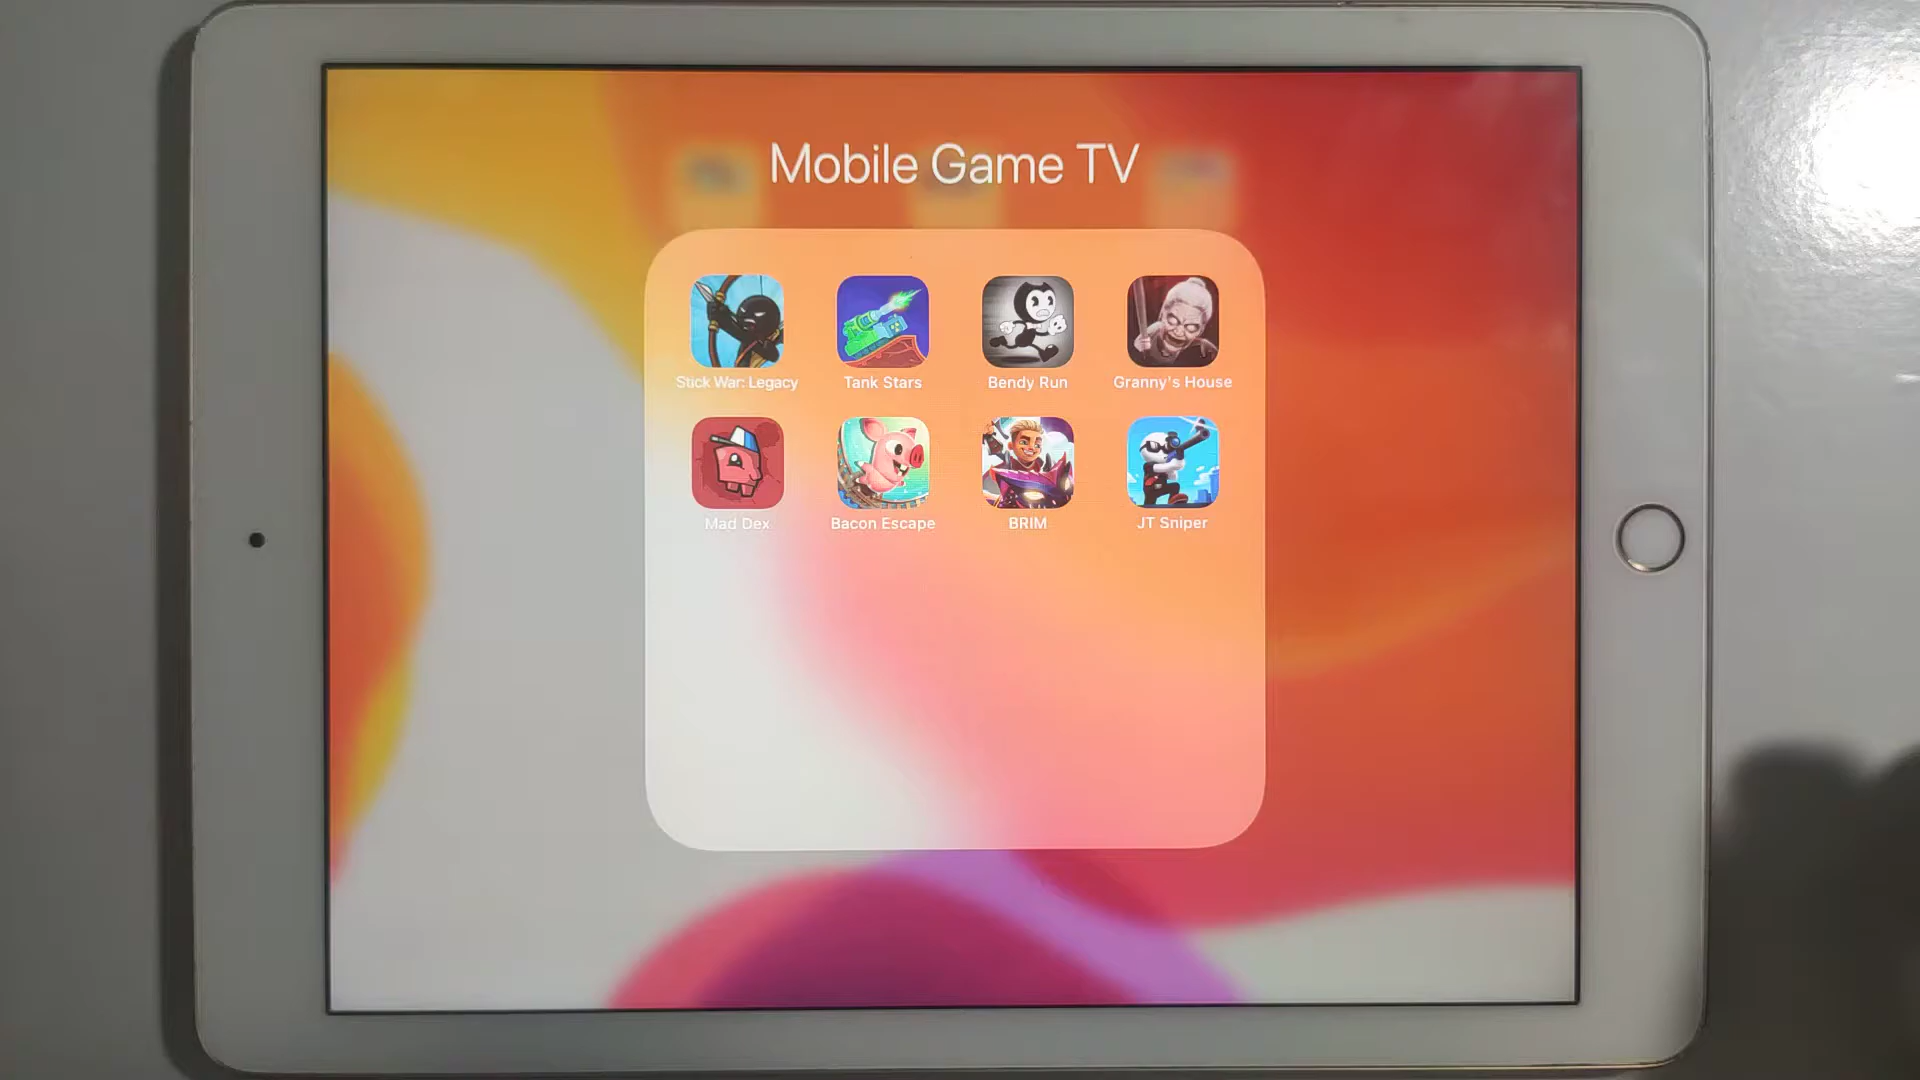 Mobile Game TV
Stick War: Legacy
Tank Stars
Bendy Run
Granny's House
Mad Dex
Bacon Escape
BRIM
JT Sniper